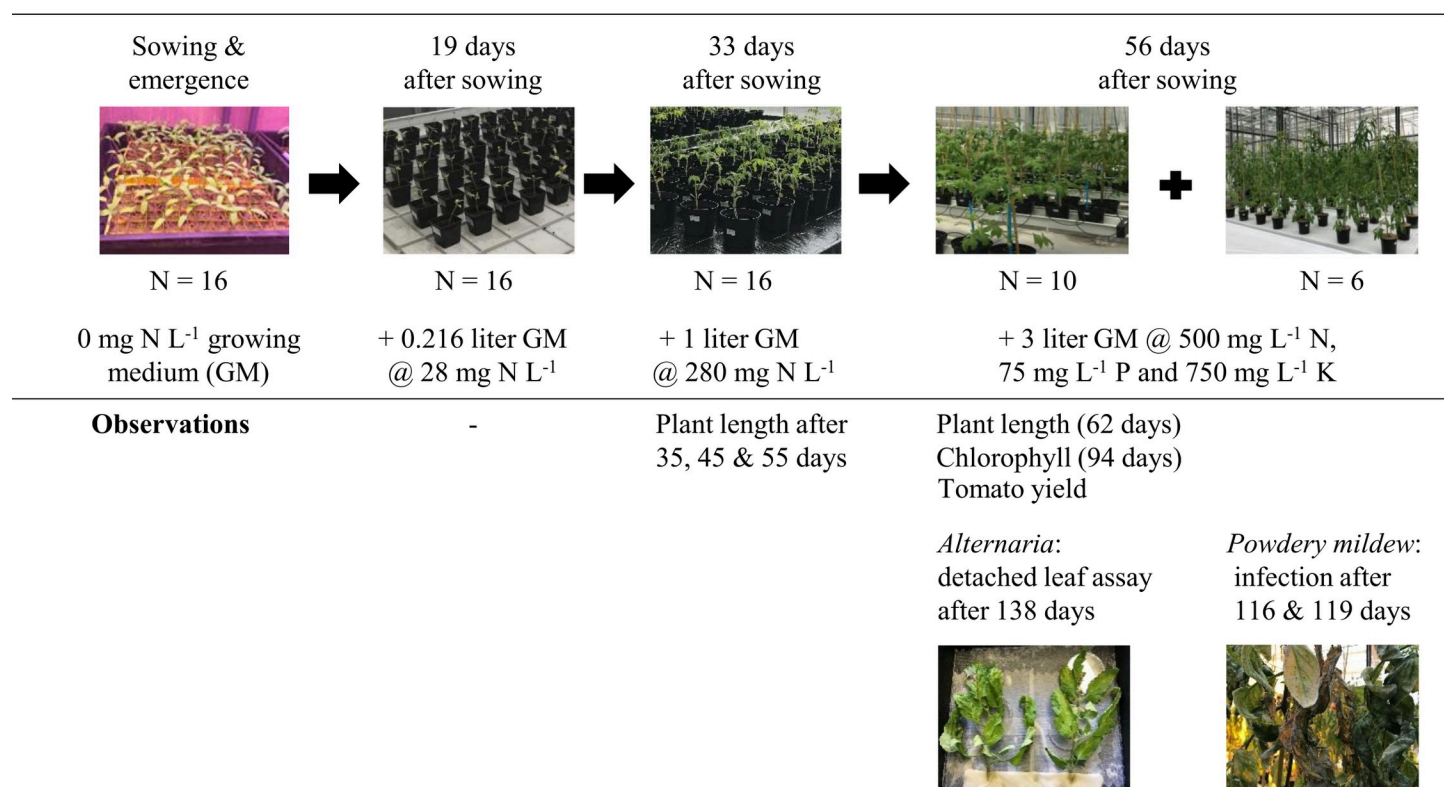 Sowing &
emergence
19 days
after sowing
33 days
after sowing
56 days
after sowing
N = 16
N = 16
N = 16
N = 10
N = 6
0 mg N L⁻¹ growing
medium (GM)
+ 0.216 liter GM
@ 28 mg N L⁻¹
+ 1 liter GM
@ 280 mg N L⁻¹
+ 3 liter GM @ 500 mg L⁻¹ N,
75 mg L⁻¹ P and 750 mg L⁻¹ K
Observations
-
Plant length after
35, 45 & 55 days
Plant length (62 days)
Chlorophyll (94 days)
Tomato yield
Alternaria:
detached leaf assay
after 138 days
Powdery mildew:
infection after
116 & 119 days